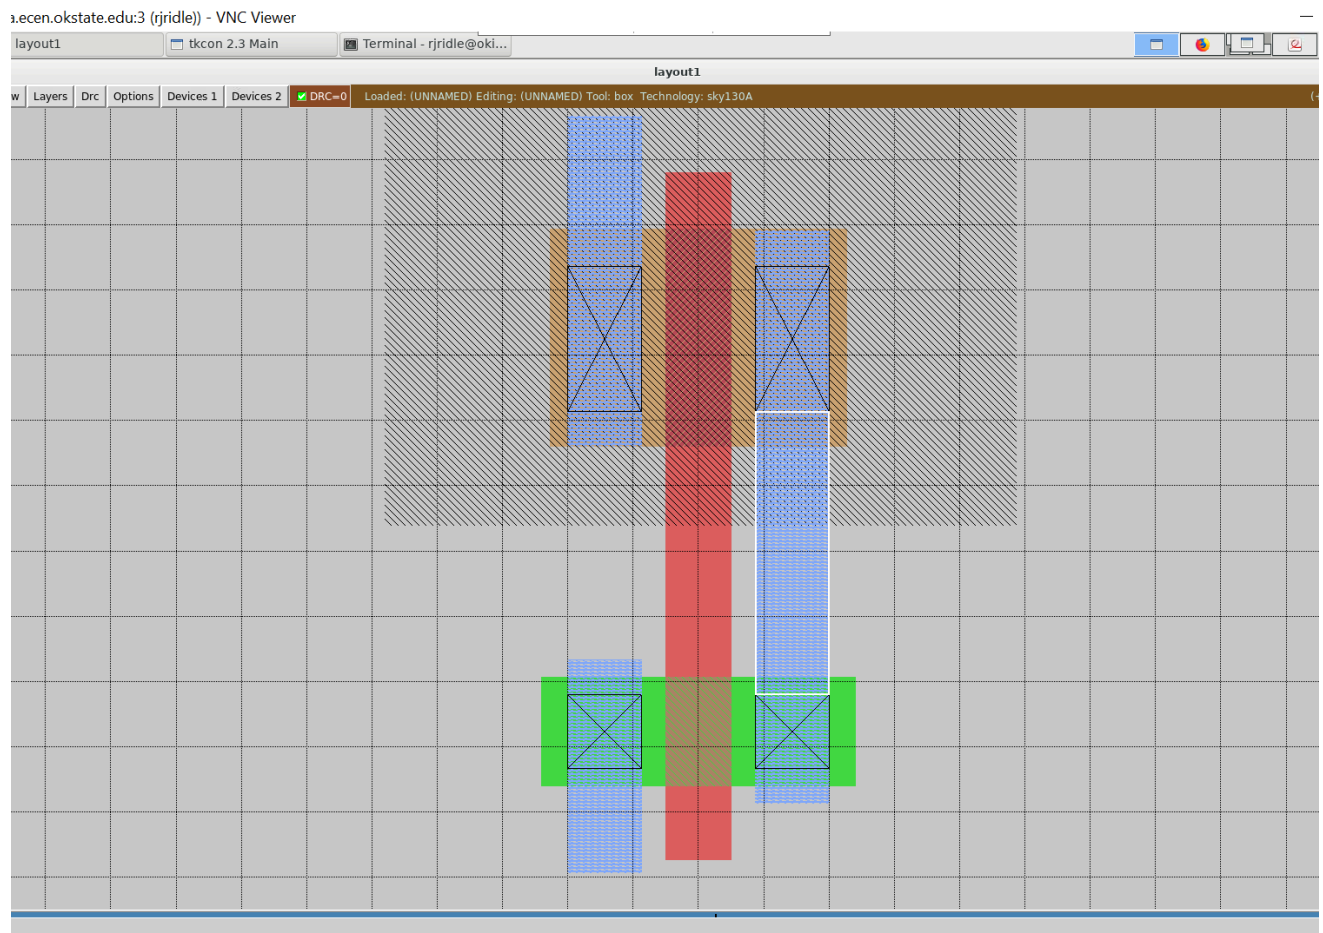 a.ecen.okstate.edu:3 (rjridle)) - VNC Viewer
layout1 tkcon 2.3 Main Terminal - rjridle@oki...
layout1
w Layers Drc Options Devices 1 Devices 2 DRC=0 Loaded: (UNNAMED) Editing: (UNNAMED) Tool: box Technology: sky130A (+